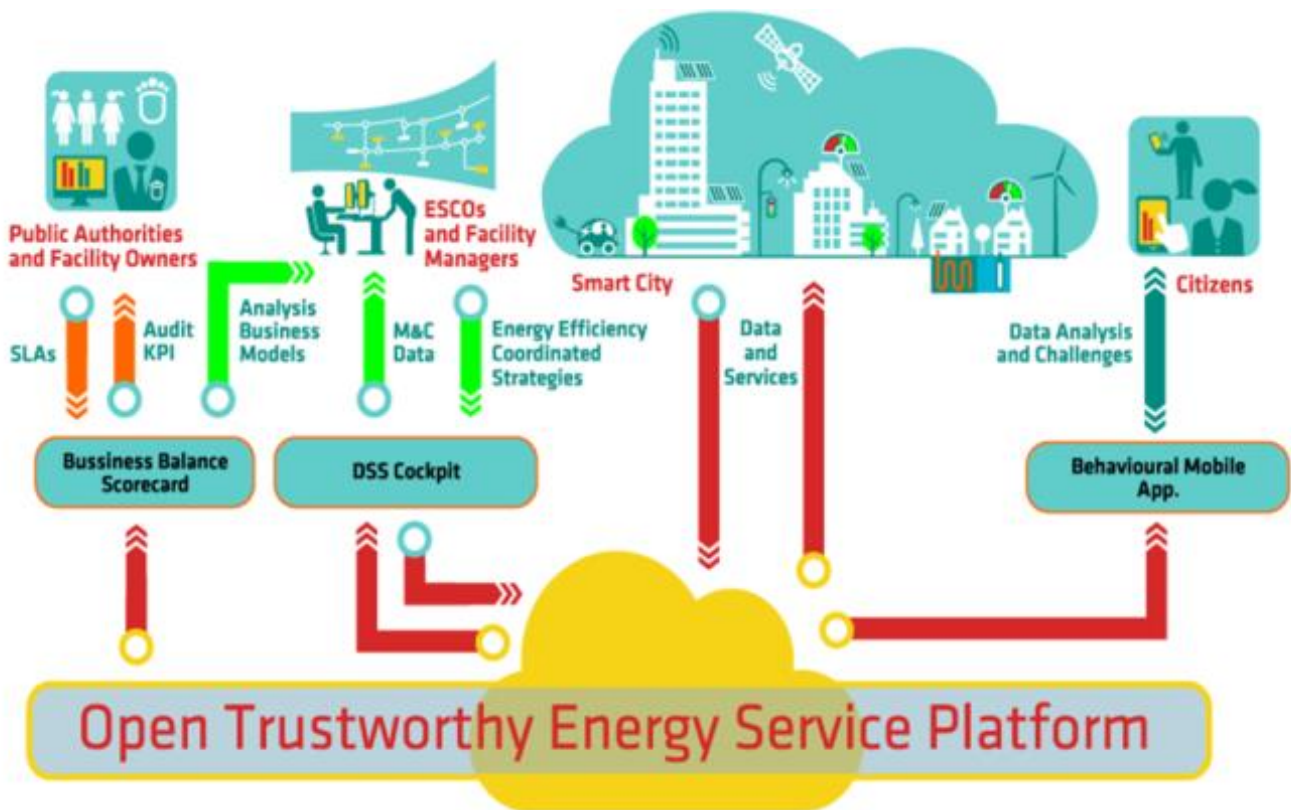 Public Authorities
and Facility Owners
ESCOs
and Facility
Managers
Smart City
Citizens
SLAs
Audit
KPI
Analysis
Business
Models
M&C
Data
Energy Efficiency
Coordinated
Strategies
Data
and
Services
Data Analysis
and Challenges
Bussiness Balance
Scorecard
DSS Cockpit
Behavioural Mobile
App.
Open Trustworthy Energy Service Platform